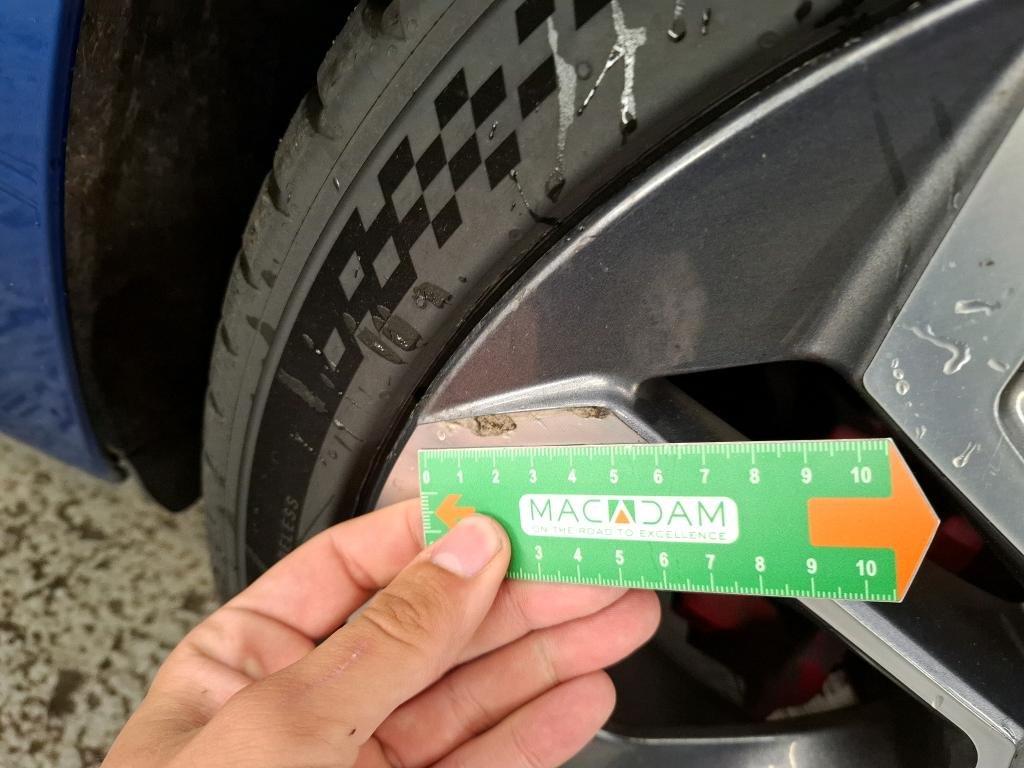 0 1 2 3 4 5 6 7 8 9 10
MACADAM
ON THE ROAD TO EXCELLENCE
3 4 5 6 7 8 9 10